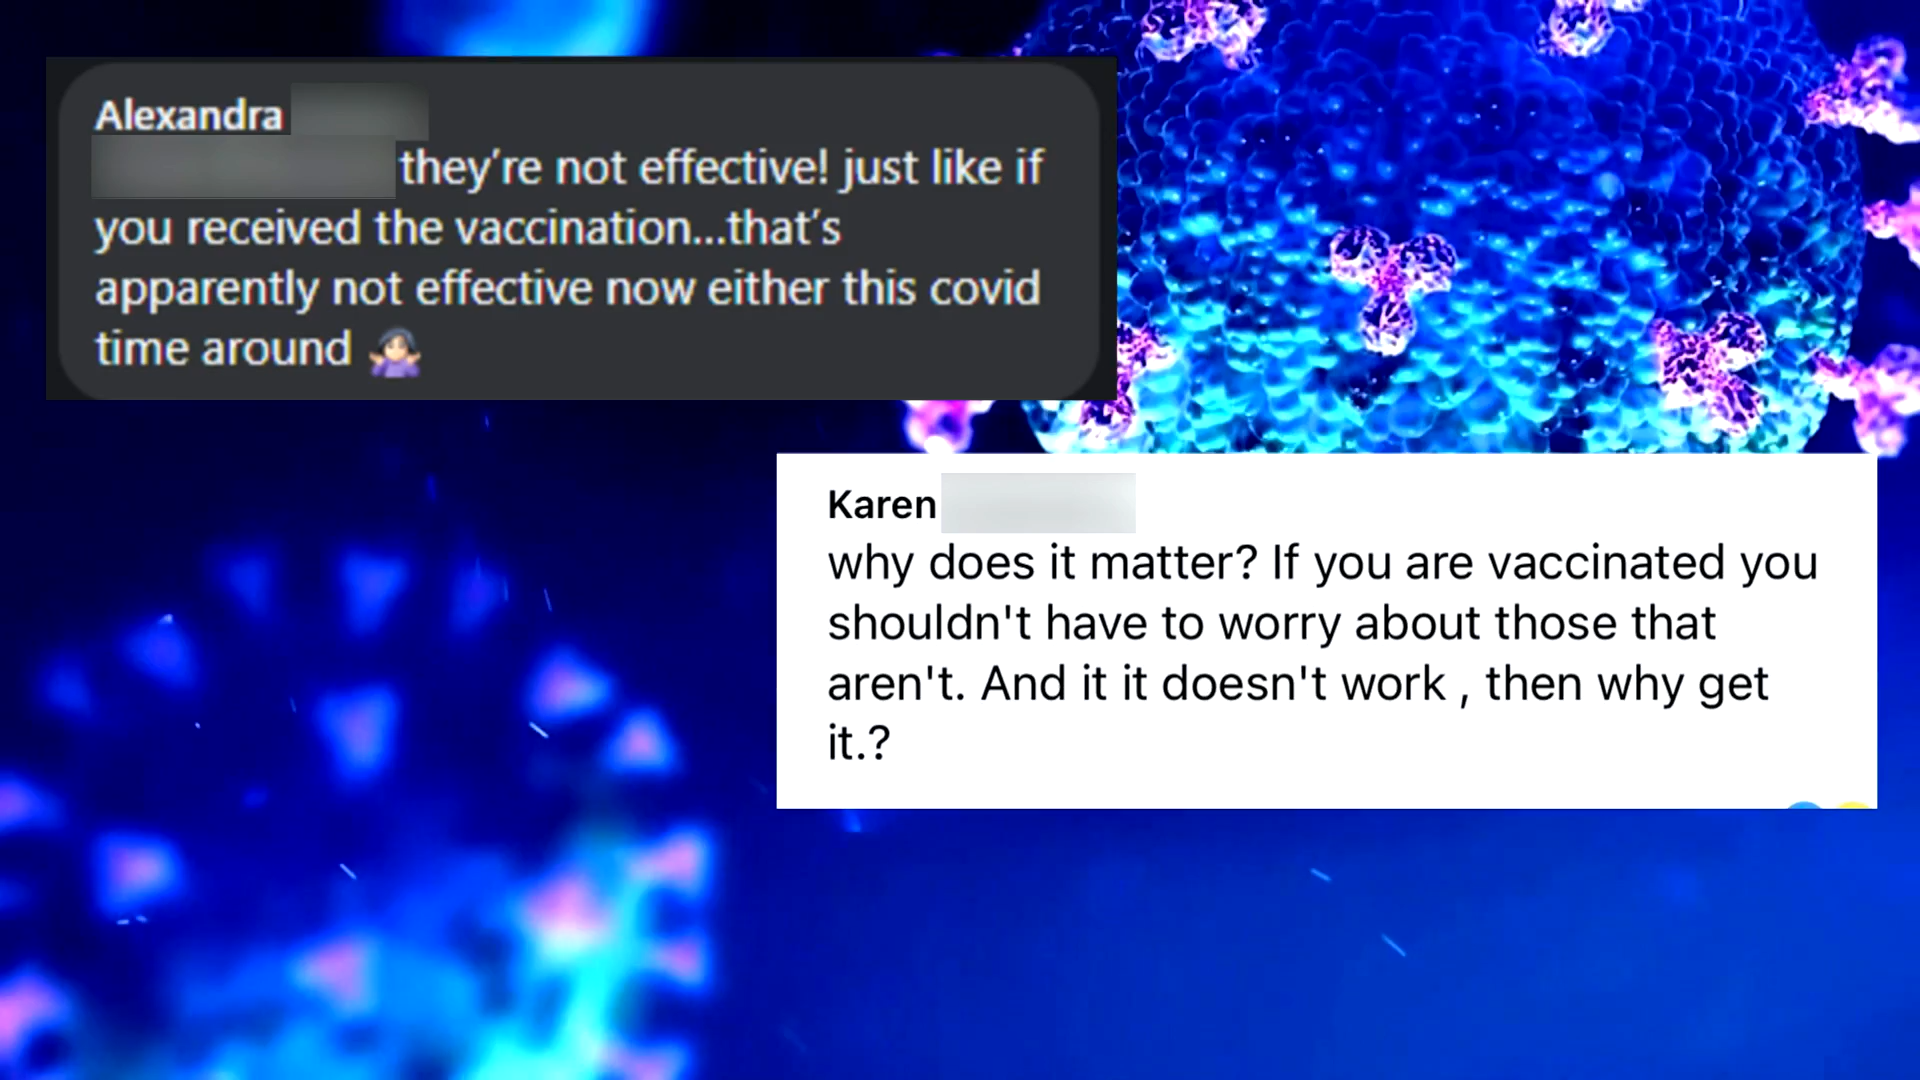 Alexandra
they're not effective! just like if
you received the vaccination...that's
apparently not effective now either this covid
time around 🤷🏻‍♀️
Karen
why does it matter? If you are vaccinated you
shouldn't have to worry about those that
aren't. And it it doesn't work , then why get
it.?